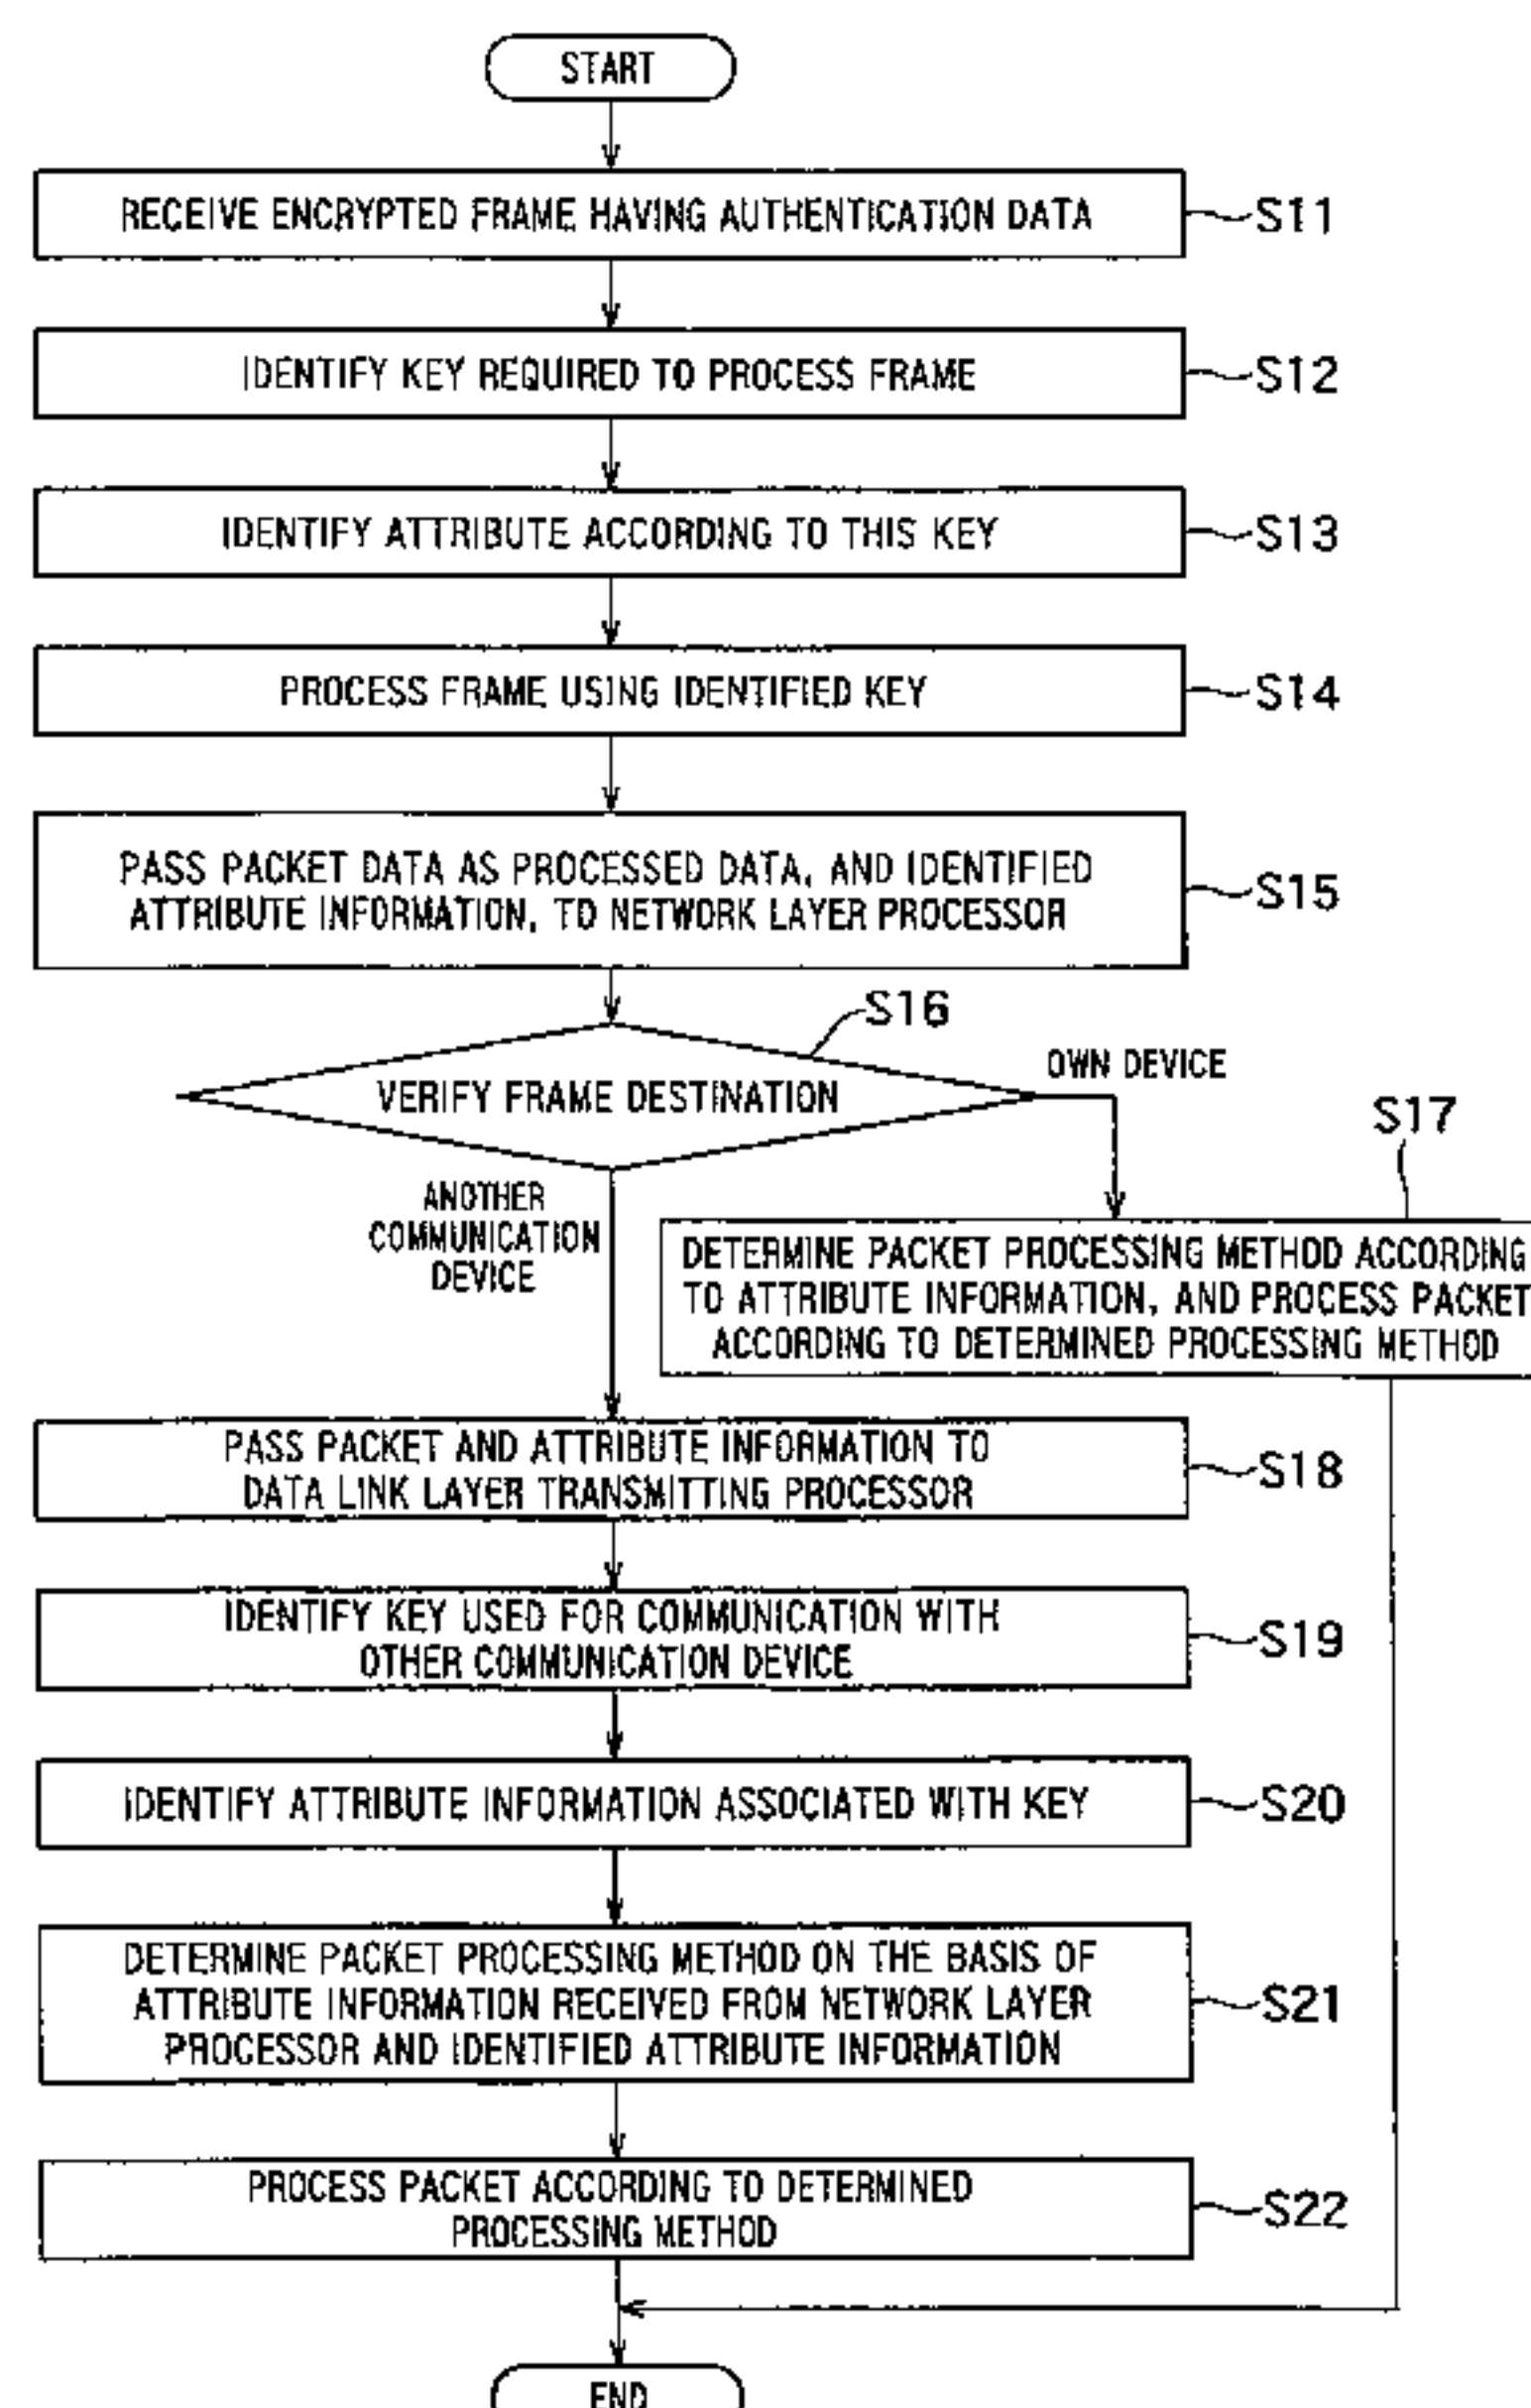 START
RECEIVE ENCRYPTED FRAME HAVING AUTHENTICATION DATA
S11
IDENTIFY KEY REQUIRED TO PROCESS FRAME
S12
IDENTIFY ATTRIBUTE ACCORDING TO THIS KEY
S13
PROCESS FRAME USING IDENTIFIED KEY
S14
PASS PACKET DATA AS PROCESSED DATA, AND IDENTIFIED
ATTRIBUTE INFORMATION, TO NETWORK LAYER PROCESSOR
S15
S16
VERIFY FRAME DESTINATION
OWN DEVICE
S17
ANOTHER
COMMUNICATION
DEVICE
DETERMINE PACKET PROCESSING METHOD ACCORDING
TO ATTRIBUTE INFORMATION, AND PROCESS PACKET
ACCORDING TO DETERMINED PROCESSING METHOD
PASS PACKET AND ATTRIBUTE INFORMATION TO
DATA LINK LAYER TRANSMITTING PROCESSOR
S18
IDENTIFY KEY USED FOR COMMUNICATION WITH
OTHER COMMUNICATION DEVICE
S19
IDENTIFY ATTRIBUTE INFORMATION ASSOCIATED WITH KEY
S20
DETERMINE PACKET PROCESSING METHOD ON THE BASIS OF
ATTRIBUTE INFORMATION RECEIVED FROM NETWORK LAYER
PROCESSOR AND IDENTIFIED ATTRIBUTE INFORMATION
S21
PROCESS PACKET ACCORDING TO DETERMINED
PROCESSING METHOD
S22
END